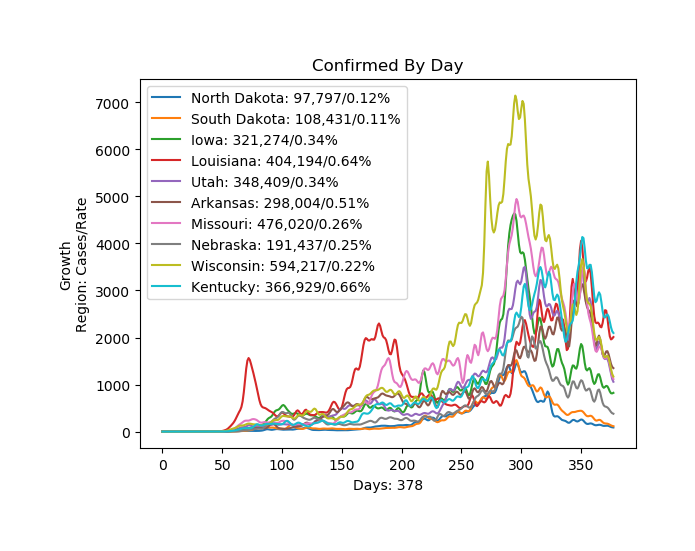 Confirmed By Day
Growth
Region: Cases/Rate
7000
6000
5000
4000
3000
2000
1000
0
North Dakota: 97,797/0.12%
South Dakota: 108,431/0.11%
Iowa: 321,274/0.34%
Louisiana: 404,194/0.64%
Utah: 348,409/0.34%
Arkansas: 298,004/0.51%
Missouri: 476,020/0.26%
Nebraska: 191,437/0.25%
Wisconsin: 594,217/0.22%
Kentucky: 366,929/0.66%
0 50 100 150 200 250 300 350
Days: 378